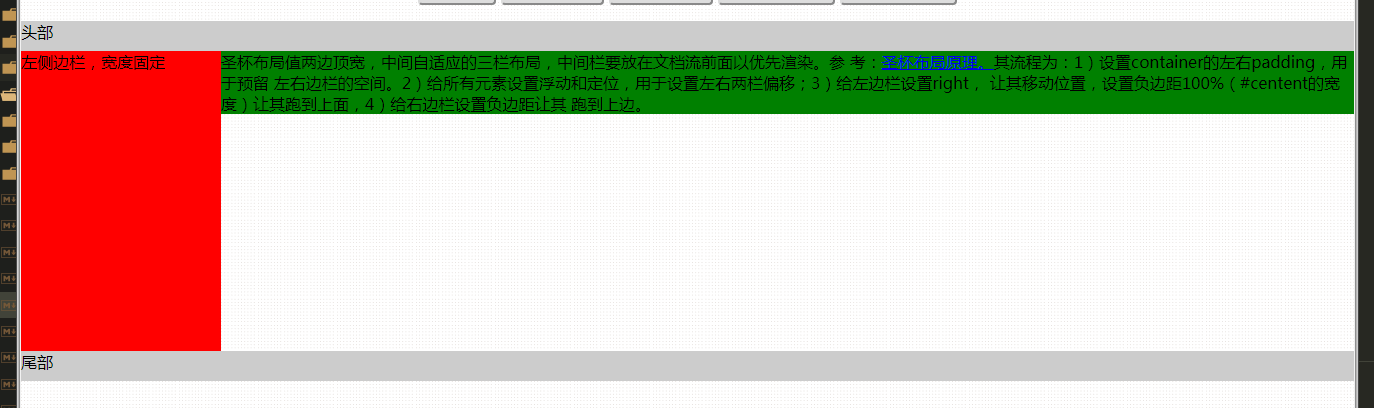 头部
左侧边栏，宽度固定
圣杯布局值两边顶宽，中间自适应的三栏布局，中间栏要放在文档流前面以优先渲染。参 考：圣杯布局原理。其流程为：1）设置container的左右padding，用
于预留 左右边栏的空间。2）给所有元素设置浮动和定位，用于设置左右两栏偏移；3）给左边栏设置right， 让其移动位置，设置负边距100%（#centent的宽
度）让其跑到上面，4）给右边栏设置负边距让其 跑到上边。
尾部